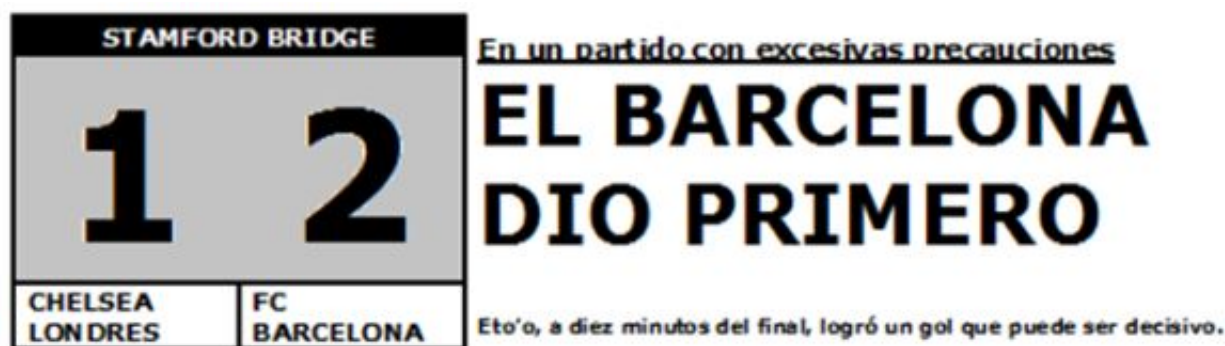 STAMFORD BRIDGE
1 2
CHELSEA
LONDRES
FC
BARCELONA
En un partido con excesivas precauciones
EL BARCELONA
DIO PRIMERO
Eto'o, a diez minutos del final, logró un gol que puede ser decisivo.